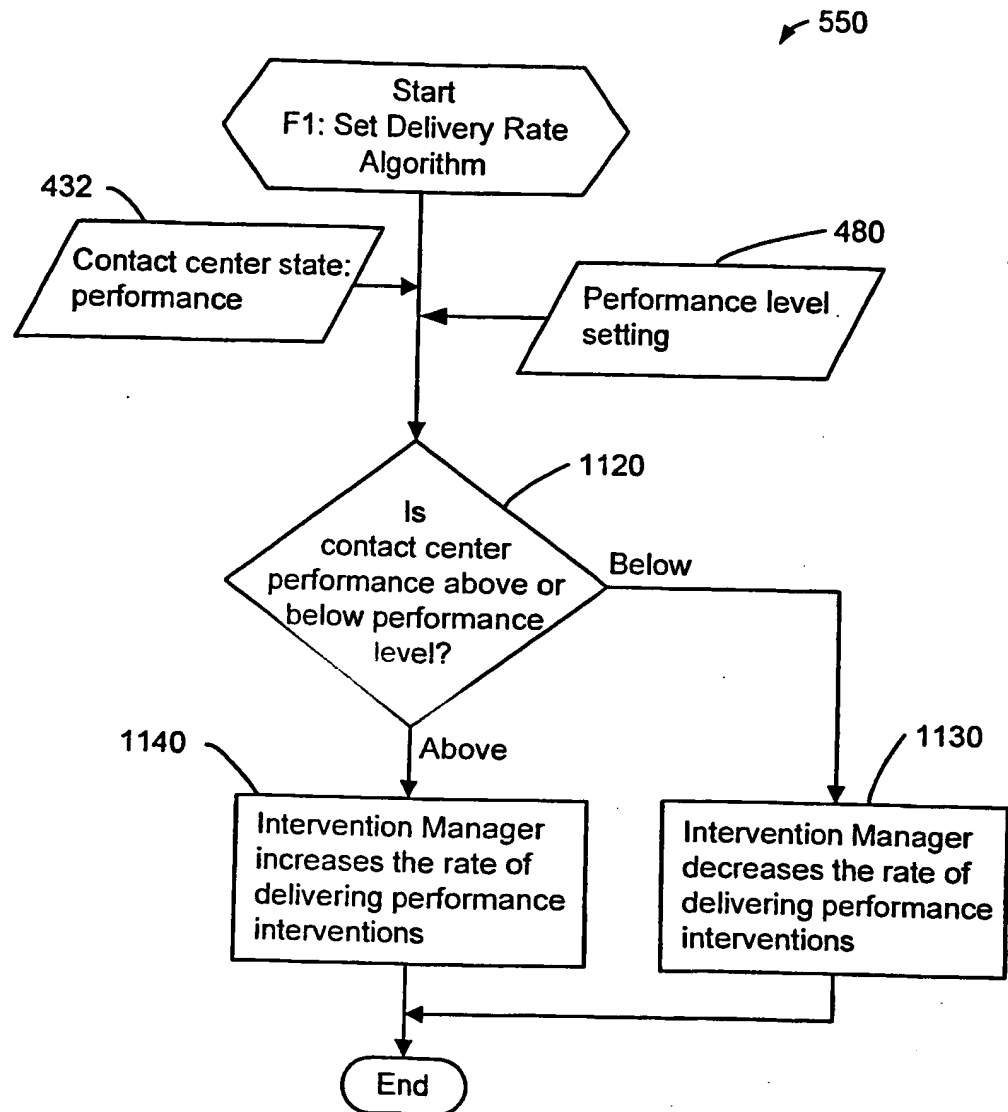 550
Start
F1: Set Delivery Rate
Algorithm
432
Contact center state:
performance
480
Performance level
setting
1120
Is
contact center
performance above or
below performance
level?
Below
Above
1140
Intervention Manager
increases the rate of
delivering performance
interventions
1130
Intervention Manager
decreases the rate of
delivering performance
interventions
End